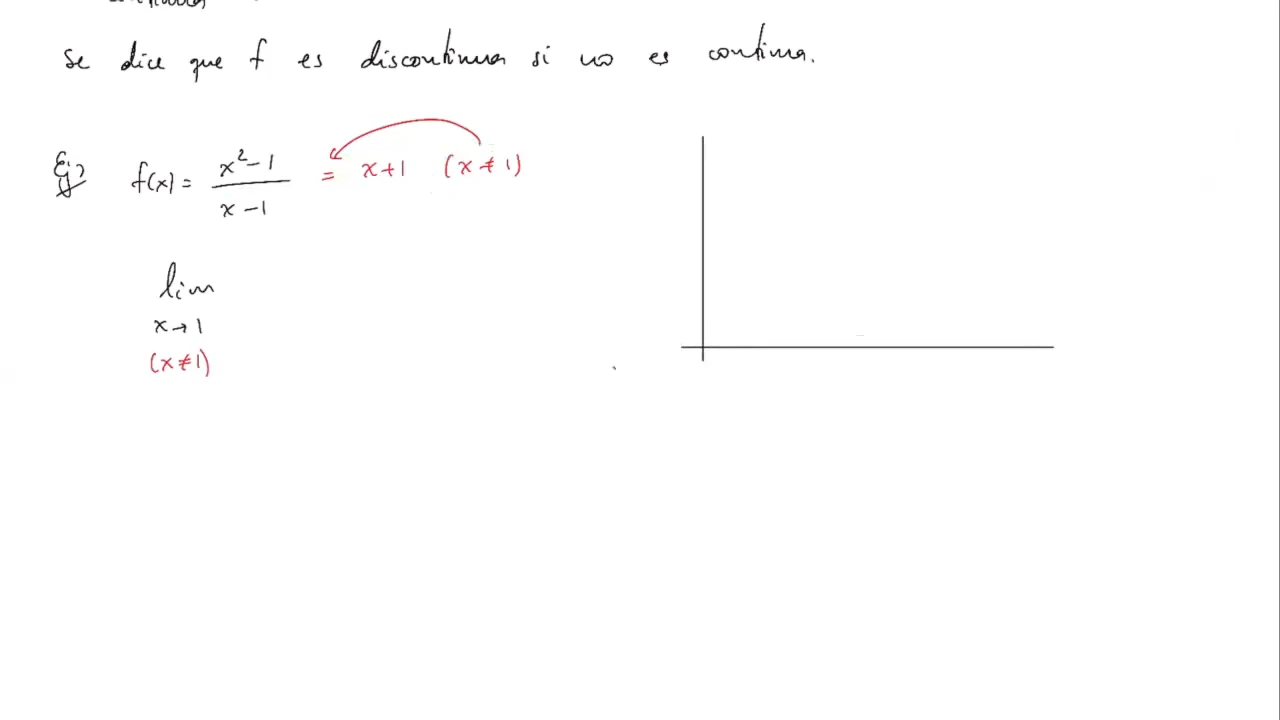 se dice que f es discontinua si no es continua.
Ej) f(x) = x²-1 / x-1 = x+1 (x≠1)
lim
x→1
(x≠1)